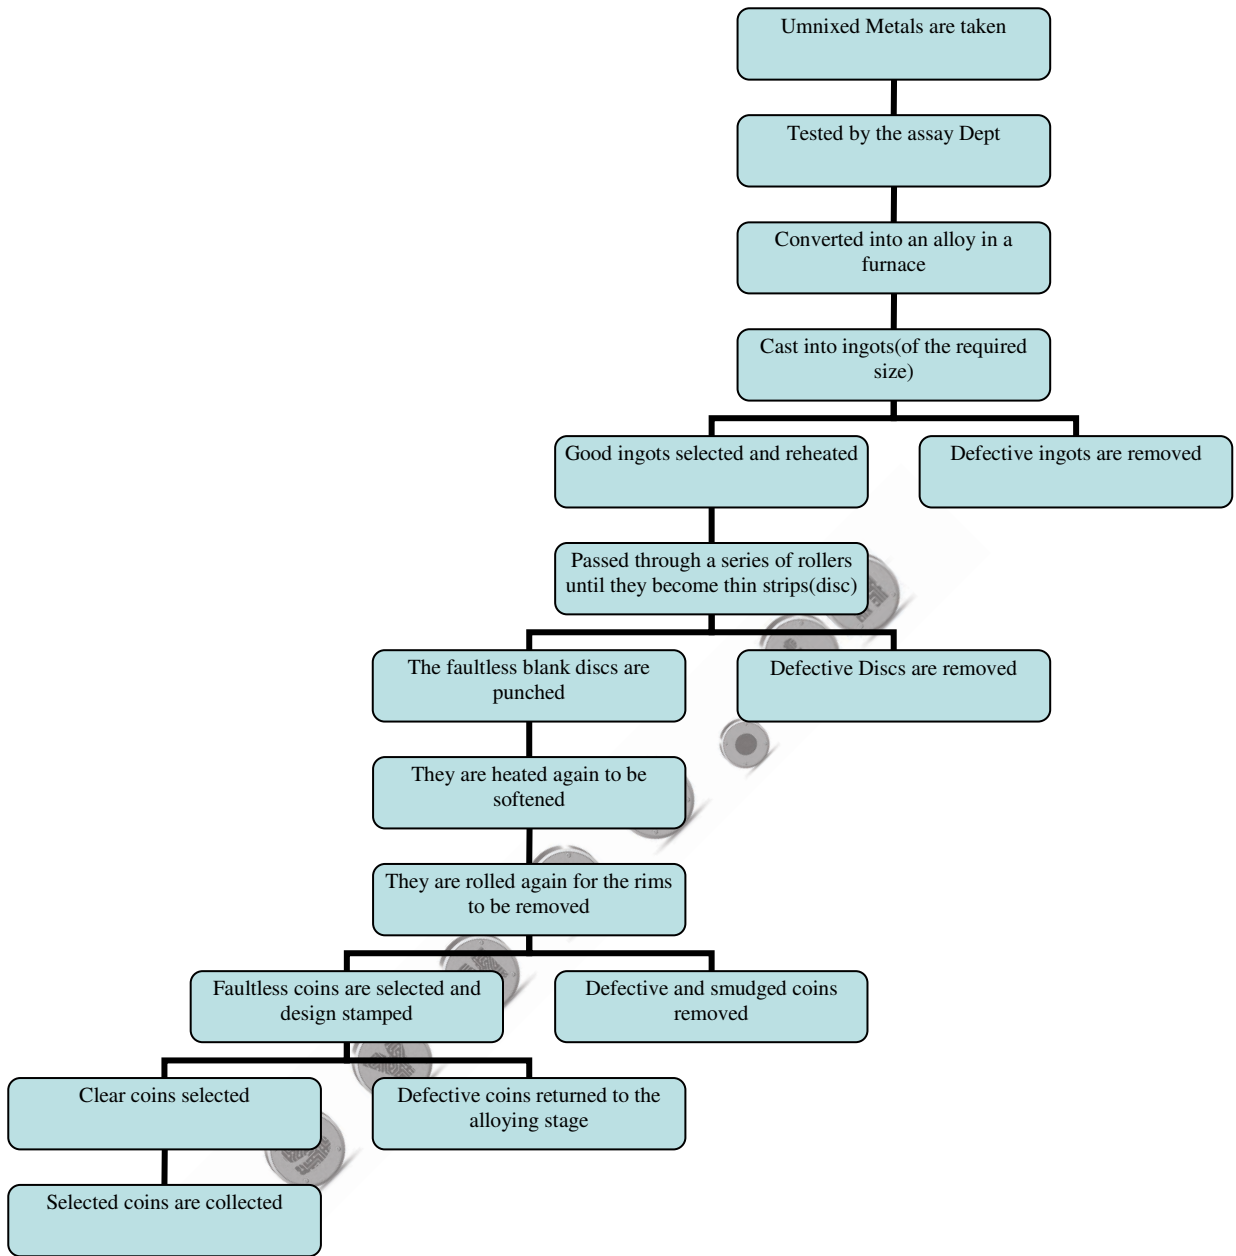 Umnixed Metals are taken
Tested by the assay Dept
Converted into an alloy in a
furnace
Cast into ingots(of the required
size)
Good ingots selected and reheated
Defective ingots are removed
Passed through a series of rollers
until they become thin strips(disc)
The faultless blank discs are
punched
Defective Discs are removed
They are heated again to be
softened
They are rolled again for the rims
to be removed
Faultless coins are selected and
design stamped
Defective and smudged coins
removed
Clear coins selected
Defective coins returned to the
alloying stage
Selected coins are collected